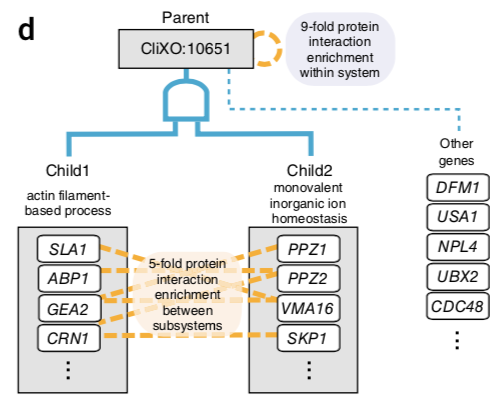 d
Parent
CliXO:10651
9-fold protein
interaction
enrichment
within system
Child1
actin filament-
based process
Child2
monovalent
inorganic ion
homeostasis
Other
genes
SLA1
ABP1
GEA2
CRN1
⋮
5-fold protein
interaction
enrichment
between
subsystems
PPZ1
PPZ2
VMA16
SKP1
⋮
DFM1
USA1
NPL4
UBX2
CDC48
⋮